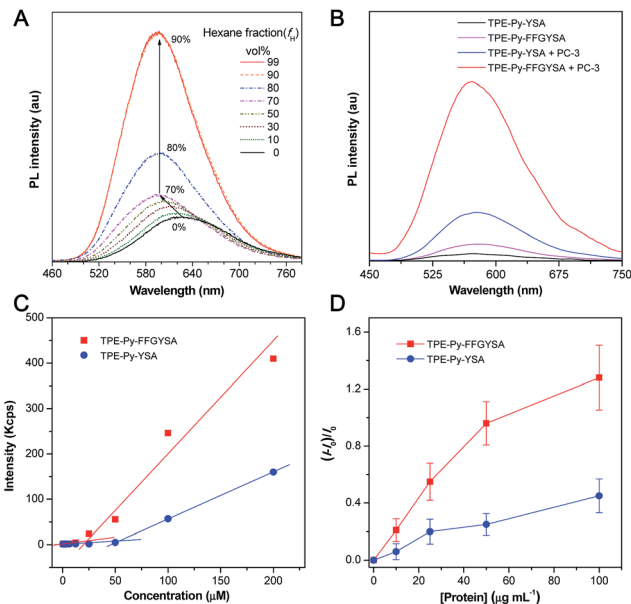 A
Hexane fraction(fH)
vol%
99
90
80
70
50
30
10
0
90%
80%
70%
0%
PL intensity (au)
460 520 580 640 700 760
Wavelength (nm)
B
TPE-Py-YSA
TPE-Py-FFGYSA
TPE-Py-YSA + PC-3
TPE-Py-FFGYSA + PC-3
PL intensity (au)
450 525 600 675 750
Wavelength (nm)
C
TPE-Py-FFGYSA
TPE-Py-YSA
Intensity (Kcps)
500
400
300
200
100
0
0 50 100 150 200
Concentration (μM)
D
TPE-Py-FFGYSA
TPE-Py-YSA
(I-I0)/I0
1.6
1.2
0.8
0.4
0.0
0 20 40 60 80 100
[Protein] (μg mL-1)